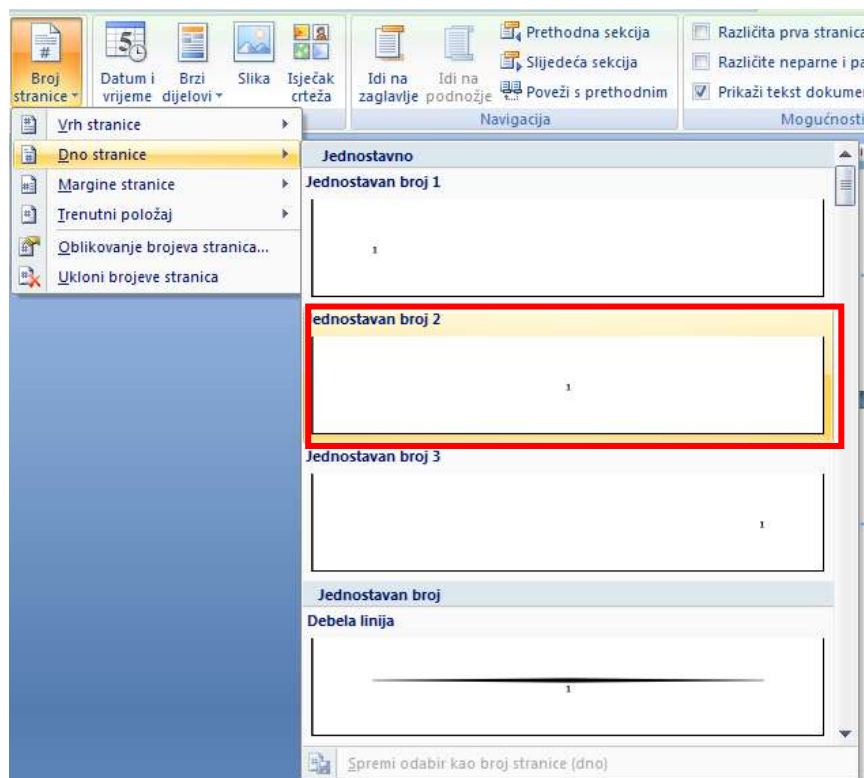 Broj stranice
Datum i vrijeme
Brzi dijelovi
Slika
Isječak crteža
Idi na zaglavlje
Idi na podnožje
Prethodna sekcija
Slijedeća sekcija
Poveži s prethodnim
Navigacija
Različita prva stranica
Različite neparne i pa
Prikaži tekst dokume
Mogućnosti
Vrh stranice
Dno stranice
Margine stranice
Trenutni položaj
Oblikovanje brojeva stranica...
Ukloni brojeve stranica
Jednostavno
Jednostavan broj 1
1
ednostavan broj 2
1
Jednostavan broj 3
1
Jednostavan broj
Debela linija
1
Spremi odabir kao broj stranice (dno)